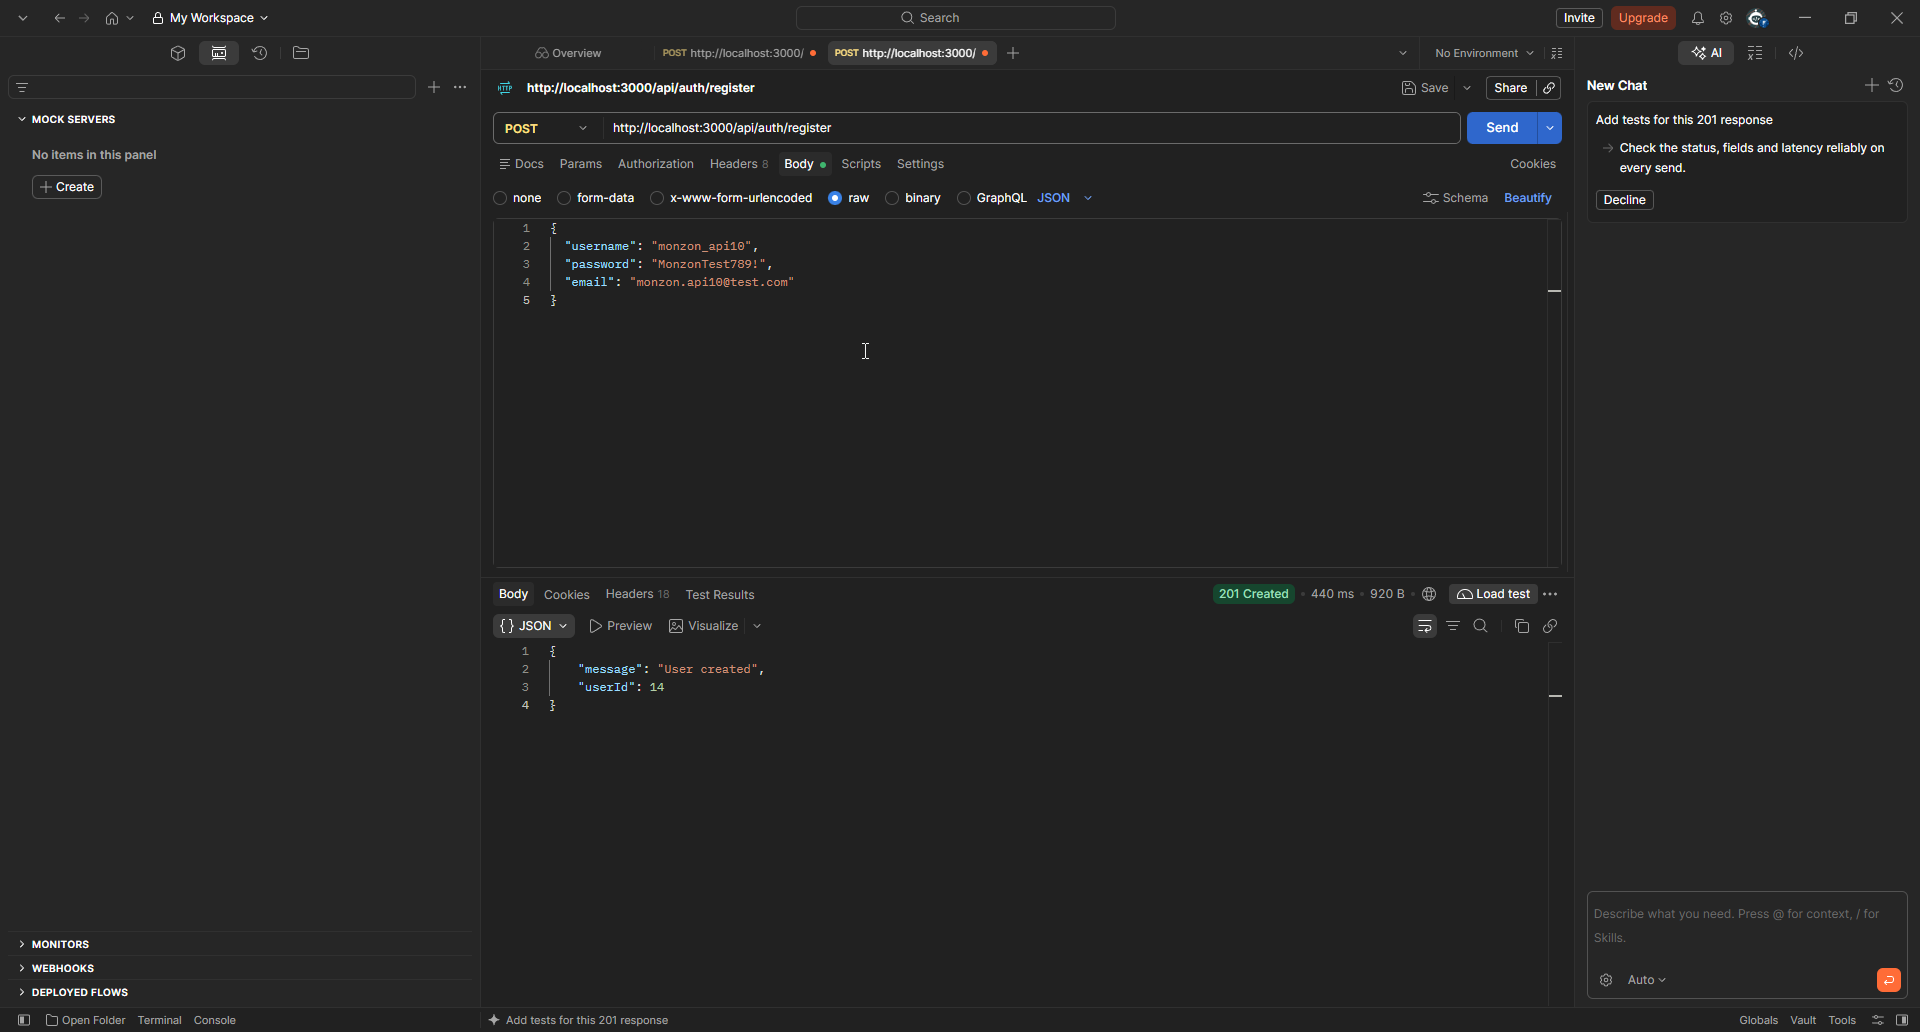 My Workspace
Search
Invite
Upgrade
Overview
POST http://localhost:3000/
POST http://localhost:3000/
No Environment
AI
http://localhost:3000/api/auth/register
Save
Share
New Chat
MOCK SERVERS
No items in this panel
Create
POST
http://localhost:3000/api/auth/register
Send
Add tests for this 201 response
Check the status, fields and latency reliably on
every send.
Decline
Docs
Params
Authorization
Headers 8
Body
Scripts
Settings
Cookies
none
form-data
x-www-form-urlencoded
raw
binary
GraphQL
JSON
Schema
Beautify
1 {
2 "username": "monzon_api10",
3 "password": "MonzonTest789!",
4 "email": "monzon.api10@test.com"
5 }
Body
Cookies
Headers 18
Test Results
201 Created
440 ms
920 B
Load test
{} JSON
Preview
Visualize
1 {
2 "message": "User created",
3 "userId": 14
4 }
Describe what you need. Press @ for context, / for
Skills.
Auto
MONITORS
WEBHOOKS
DEPLOYED FLOWS
Open Folder
Terminal
Console
Add tests for this 201 response
Globals
Vault
Tools